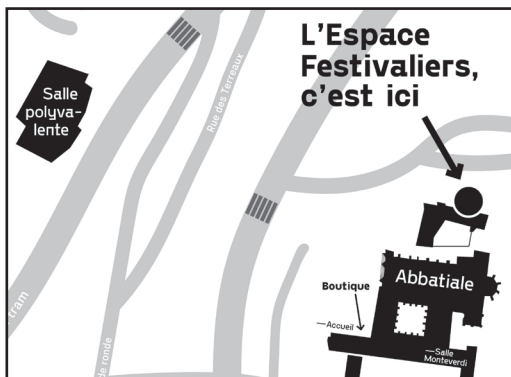 L'Espace
Festivaliers,
c'est ici
Salle
polyva-
lente
Rue des Terreaux
Abbatiale
Boutique
—Accueil
—Salle
Monteverdi
tram
de ronde